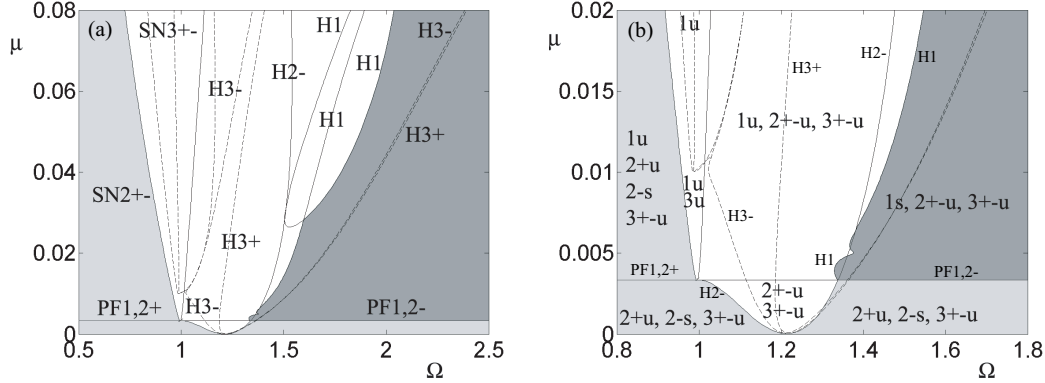 0.08
(a)
SN3+-
H1
H3-
μ
0.06
H3-
H2-
H1
H1
H3+
0.04
SN2+-
H3+
0.02
PF1,2+
H3-
PF1,2-
0
0.5
1
1.5
2
2.5
Ω
0.02
1u
(b)
μ
H3+
H2-
H1
0.015
1u
2+u
2-s
3+-u
1u, 2+-u, 3+-u
0.01
1u
3u
H3-
1s, 2+-u, 3+-u
0.005
H1
PF1,2+
PF1,2-
H2-
2+-u
3+-u
2+u, 2-s, 3+-u
2+u, 2-s, 3+-u
0
0.8
1
1.2
1.4
1.6
1.8
Ω